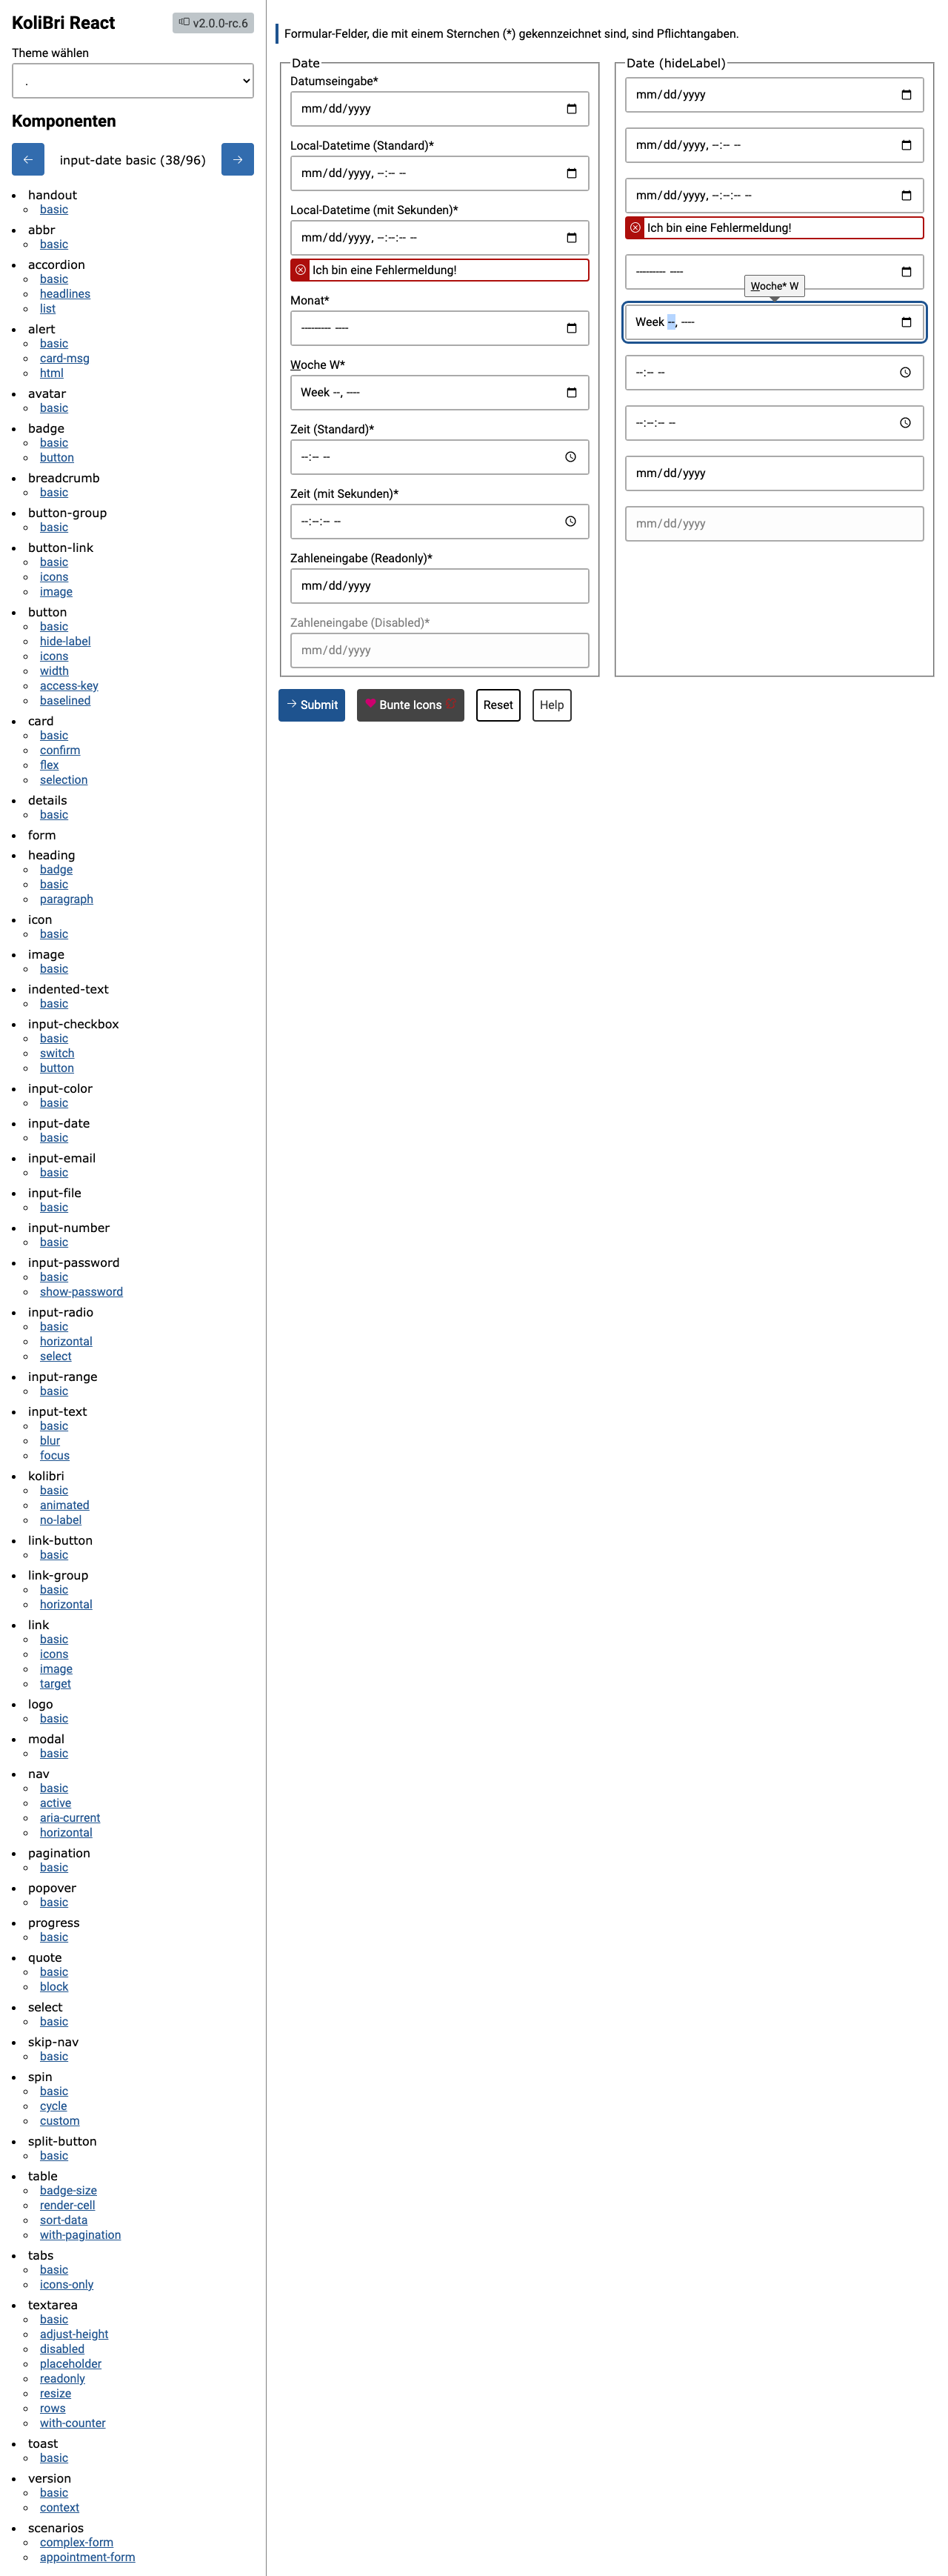 KoliBri React
v2.0.0-rc.6
Theme wählen
.
Komponenten
←
input-date basic (38/96)
→
handout
basic
abbr
basic
accordion
basic
headlines
list
alert
basic
card-msg
html
avatar
basic
badge
basic
button
breadcrumb
basic
button-group
basic
button-link
basic
icons
image
button
basic
hide-label
icons
width
access-key
baselined
card
basic
confirm
flex
selection
details
basic
form
heading
badge
basic
paragraph
icon
basic
image
basic
indented-text
basic
input-checkbox
basic
switch
button
input-color
basic
input-date
basic
input-email
basic
input-file
basic
input-number
basic
input-password
basic
show-password
input-radio
basic
horizontal
select
input-range
basic
input-text
basic
blur
focus
kolibri
basic
animated
no-label
link-button
basic
link-group
basic
horizontal
link
basic
icons
image
target
logo
basic
modal
basic
nav
basic
active
aria-current
horizontal
pagination
basic
popover
basic
progress
basic
quote
basic
block
select
basic
skip-nav
basic
spin
basic
cycle
custom
split-button
basic
table
badge-size
render-cell
sort-data
with-pagination
tabs
basic
icons-only
textarea
basic
adjust-height
disabled
placeholder
readonly
resize
rows
with-counter
toast
basic
version
basic
context
scenarios
complex-form
appointment-form
Formular-Felder, die mit einem Sternchen (*) gekennzeichnet sind, sind Pflichtangaben.
Date
Datumseingabe*
mm/dd/yyyy
Local-Datetime (Standard)*
mm/dd/yyyy, --:-- --
Local-Datetime (mit Sekunden)*
mm/dd/yyyy, --:--:-- --
Ich bin eine Fehlermeldung!
Monat*
--------- ----
Woche W*
Week --, ----
Zeit (Standard)*
--:-- --
Zeit (mit Sekunden)*
--:--:-- --
Zahleneingabe (Readonly)*
mm/dd/yyyy
Zahleneingabe (Disabled)*
mm/dd/yyyy
Date (hideLabel)
mm/dd/yyyy
mm/dd/yyyy, --:-- --
mm/dd/yyyy, --:--:-- --
Ich bin eine Fehlermeldung!
--------- ----
Woche* W
Week --, ----
--:-- --
--:--:-- --
mm/dd/yyyy
mm/dd/yyyy
→ Submit
Bunte Icons
Reset
Help